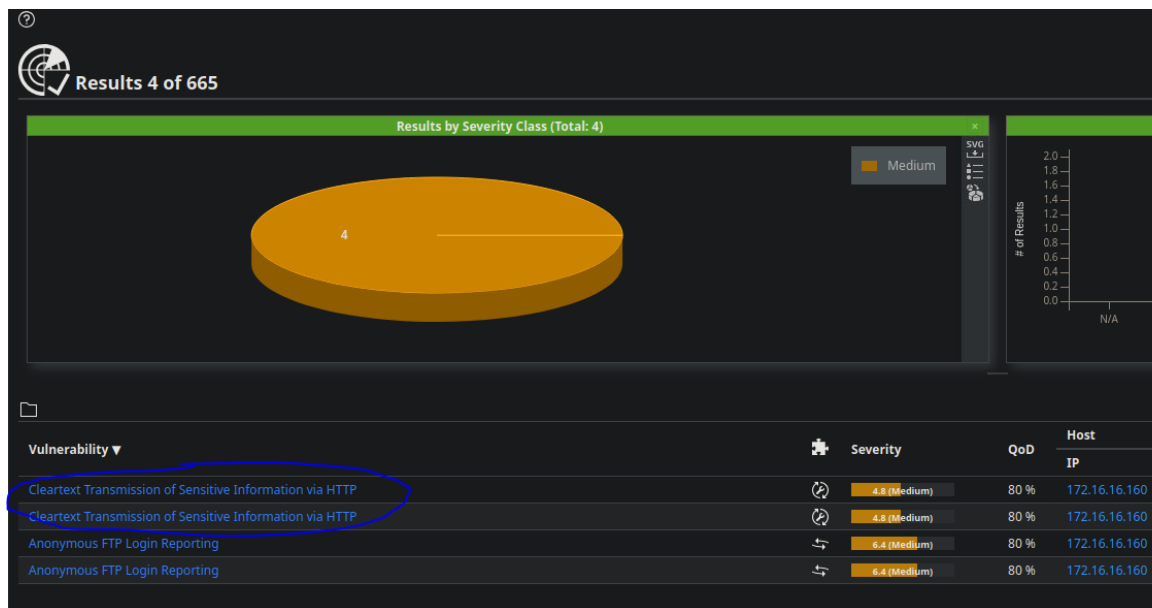 ?
Results 4 of 665
Results by Severity Class (Total: 4) ×
SVG
Medium
4
# of Results
2.0
1.8
1.6
1.4
1.2
1.0
0.8
0.6
0.4
0.2
0.0
N/A
Vulnerability ▼ Severity QoD Host
IP
Cleartext Transmission of Sensitive Information via HTTP 4.8 (Medium) 80 % 172.16.16.160
Cleartext Transmission of Sensitive Information via HTTP 4.8 (Medium) 80 % 172.16.16.160
Anonymous FTP Login Reporting 6.4 (Medium) 80 % 172.16.16.160
Anonymous FTP Login Reporting 6.4 (Medium) 80 % 172.16.16.160